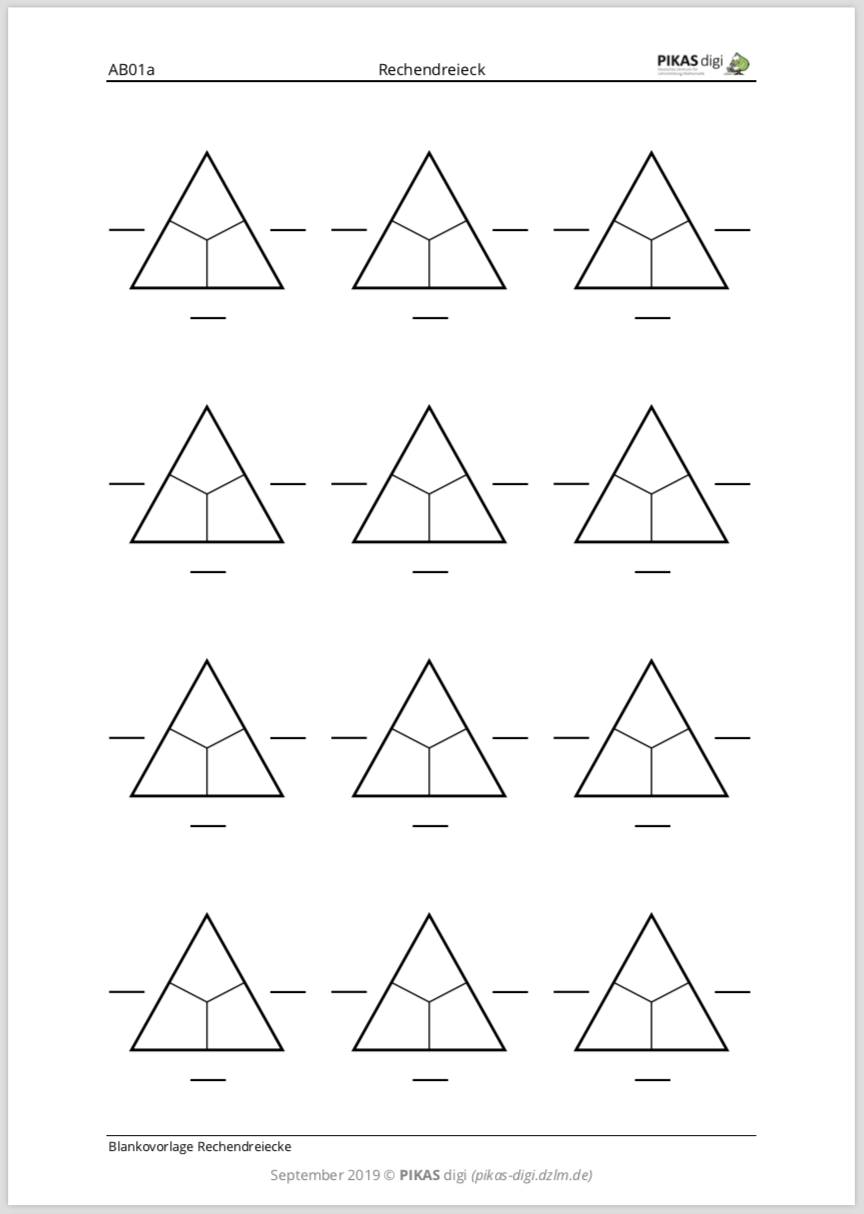 AB01a
Rechendreieck
PIKAS digi
Blankovorlage Rechendreiecke
September 2019 © PIKAS digi (pikas-digi.dzlm.de)